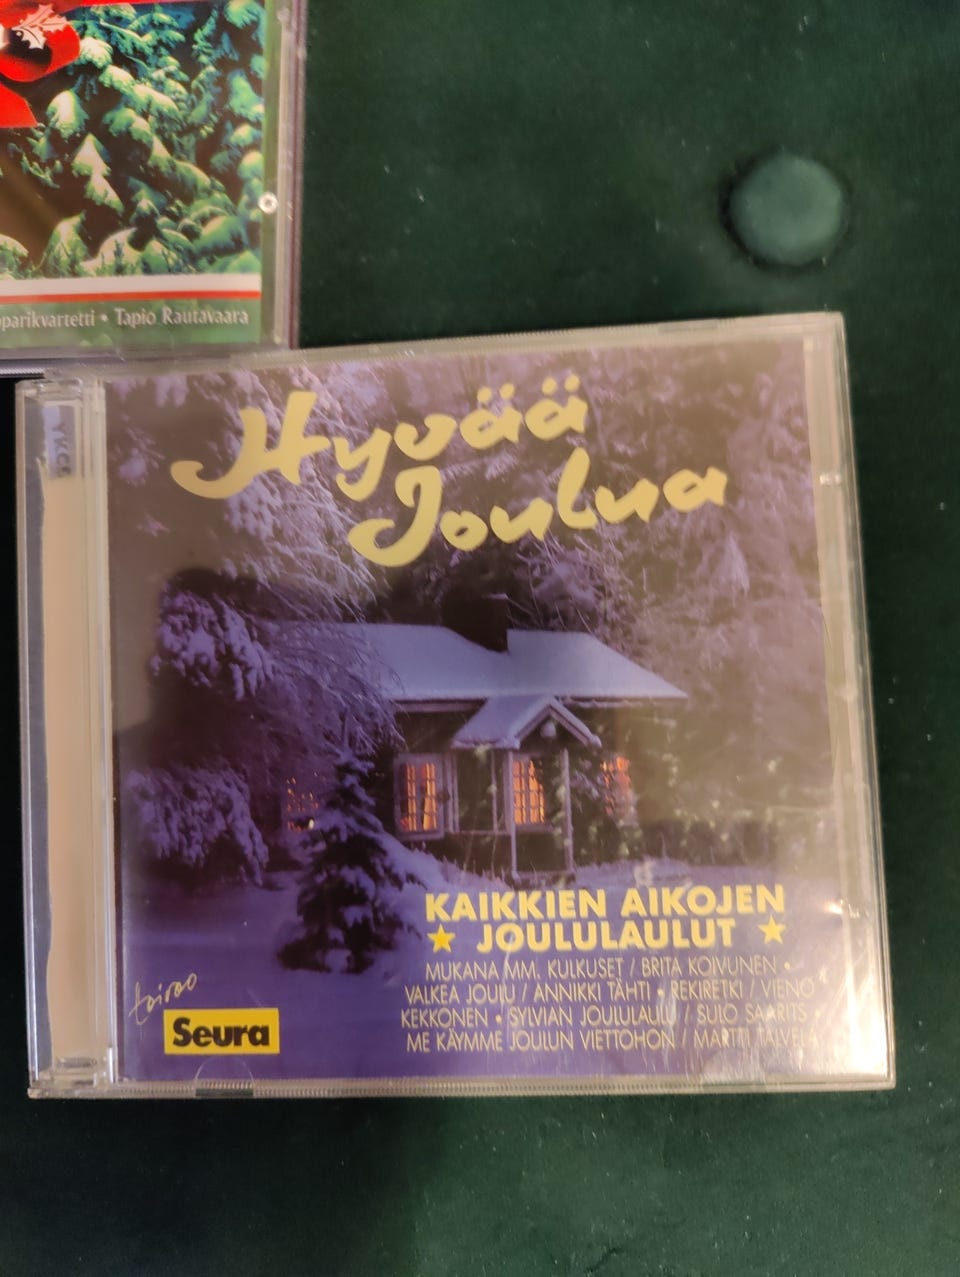 parikvartetti • Tapio Rautavaara
Hyvää
Joulua
KAIKKIEN AIKOJEN
★ JOULULAULUT ★
MUKANA MM. KULKUSET / BRITA KOIVUNEN •
VALKEA JOULU / ANNIKKI TÄHTI • REKIRETKI / VIENO
KEKKONEN • SYLVIAN JOULULAULU / SULO SAARITS •
ME KÄYMME JOULUN VIETTOHON / MARTTI TALVELA
toivoo
Seura